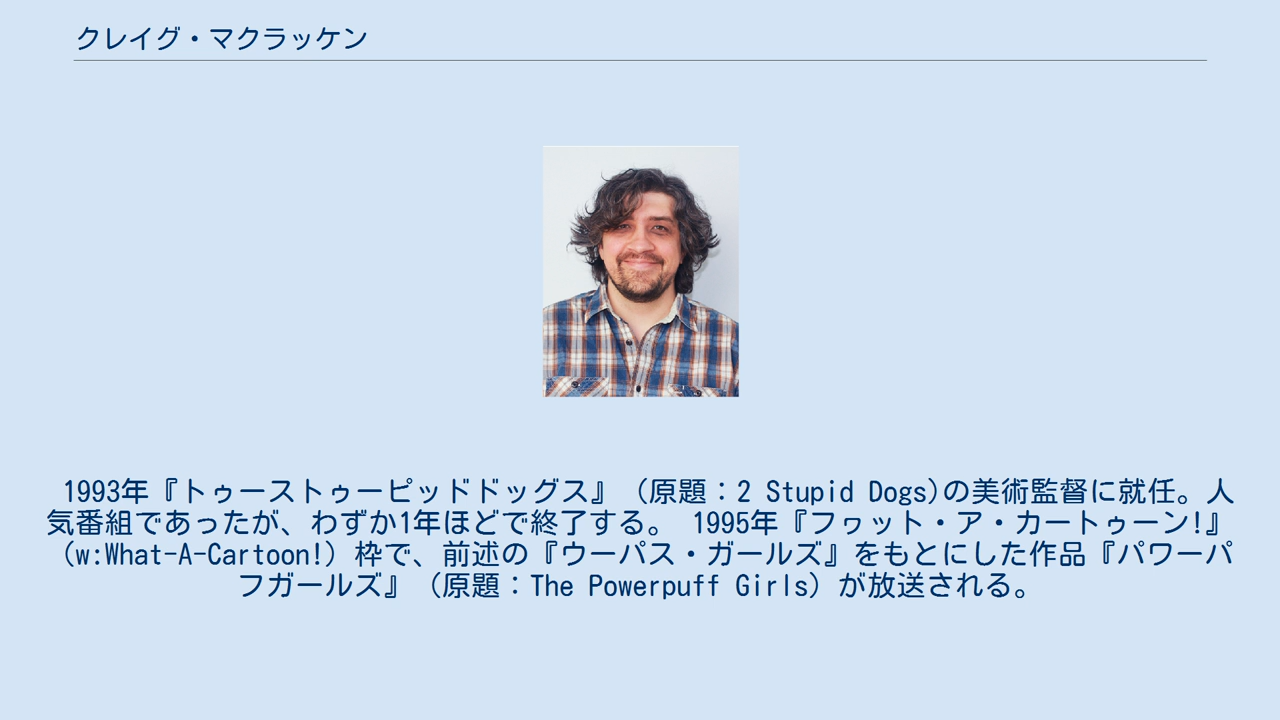 クレイグ・マクラッケン
1993年『トゥーストゥーピッドドッグス』（原題：2 Stupid Dogs)の美術監督に就任。人
気番組であったが、わずか1年ほどで終了する。 1995年『フヮット・ア・カートゥーン!』
（w:What-A-Cartoon!）枠で、前述の『ウーパス・ガールズ』をもとにした作品『パワーパ
フガールズ』（原題：The Powerpuff Girls）が放送される。